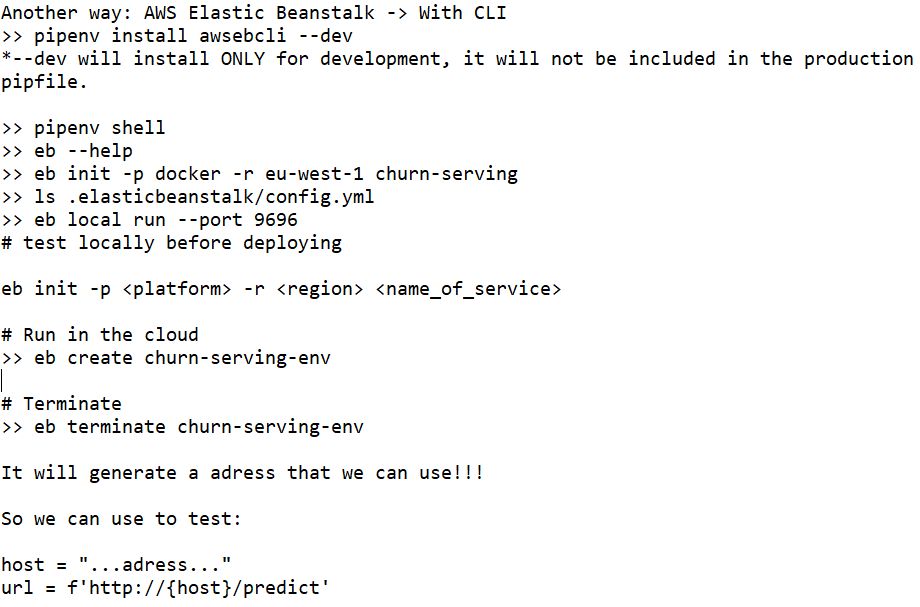 Another way: AWS Elastic Beanstalk -> With CLI
>> pipenv install awsebcli --dev
*--dev will install ONLY for development, it will not be included in the production
pipfile.
>> pipenv shell
>> eb --help
>> eb init -p docker -r eu-west-1 churn-serving
>> ls .elasticbeanstalk/config.yml
>> eb local run --port 9696
# test locally before deploying
eb init -p <platform> -r <region> <name_of_service>
# Run in the cloud
>> eb create churn-serving-env
# Terminate
>> eb terminate churn-serving-env
It will generate a adress that we can use!!!
So we can use to test:
host = "...adress..."
url = f'http://{host}/predict'